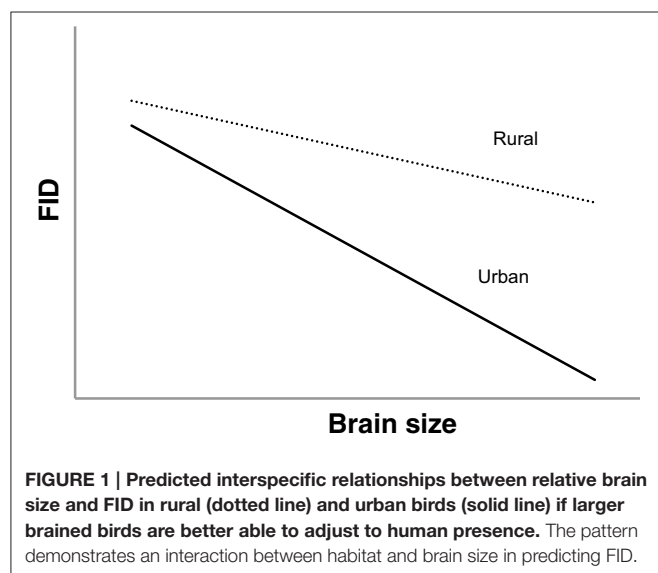 FID
Rural
Urban
Brain size
FIGURE 1 | Predicted interspecific relationships between relative brain
size and FID in rural (dotted line) and urban birds (solid line) if larger
brained birds are better able to adjust to human presence. The pattern
demonstrates an interaction between habitat and brain size in predicting FID.